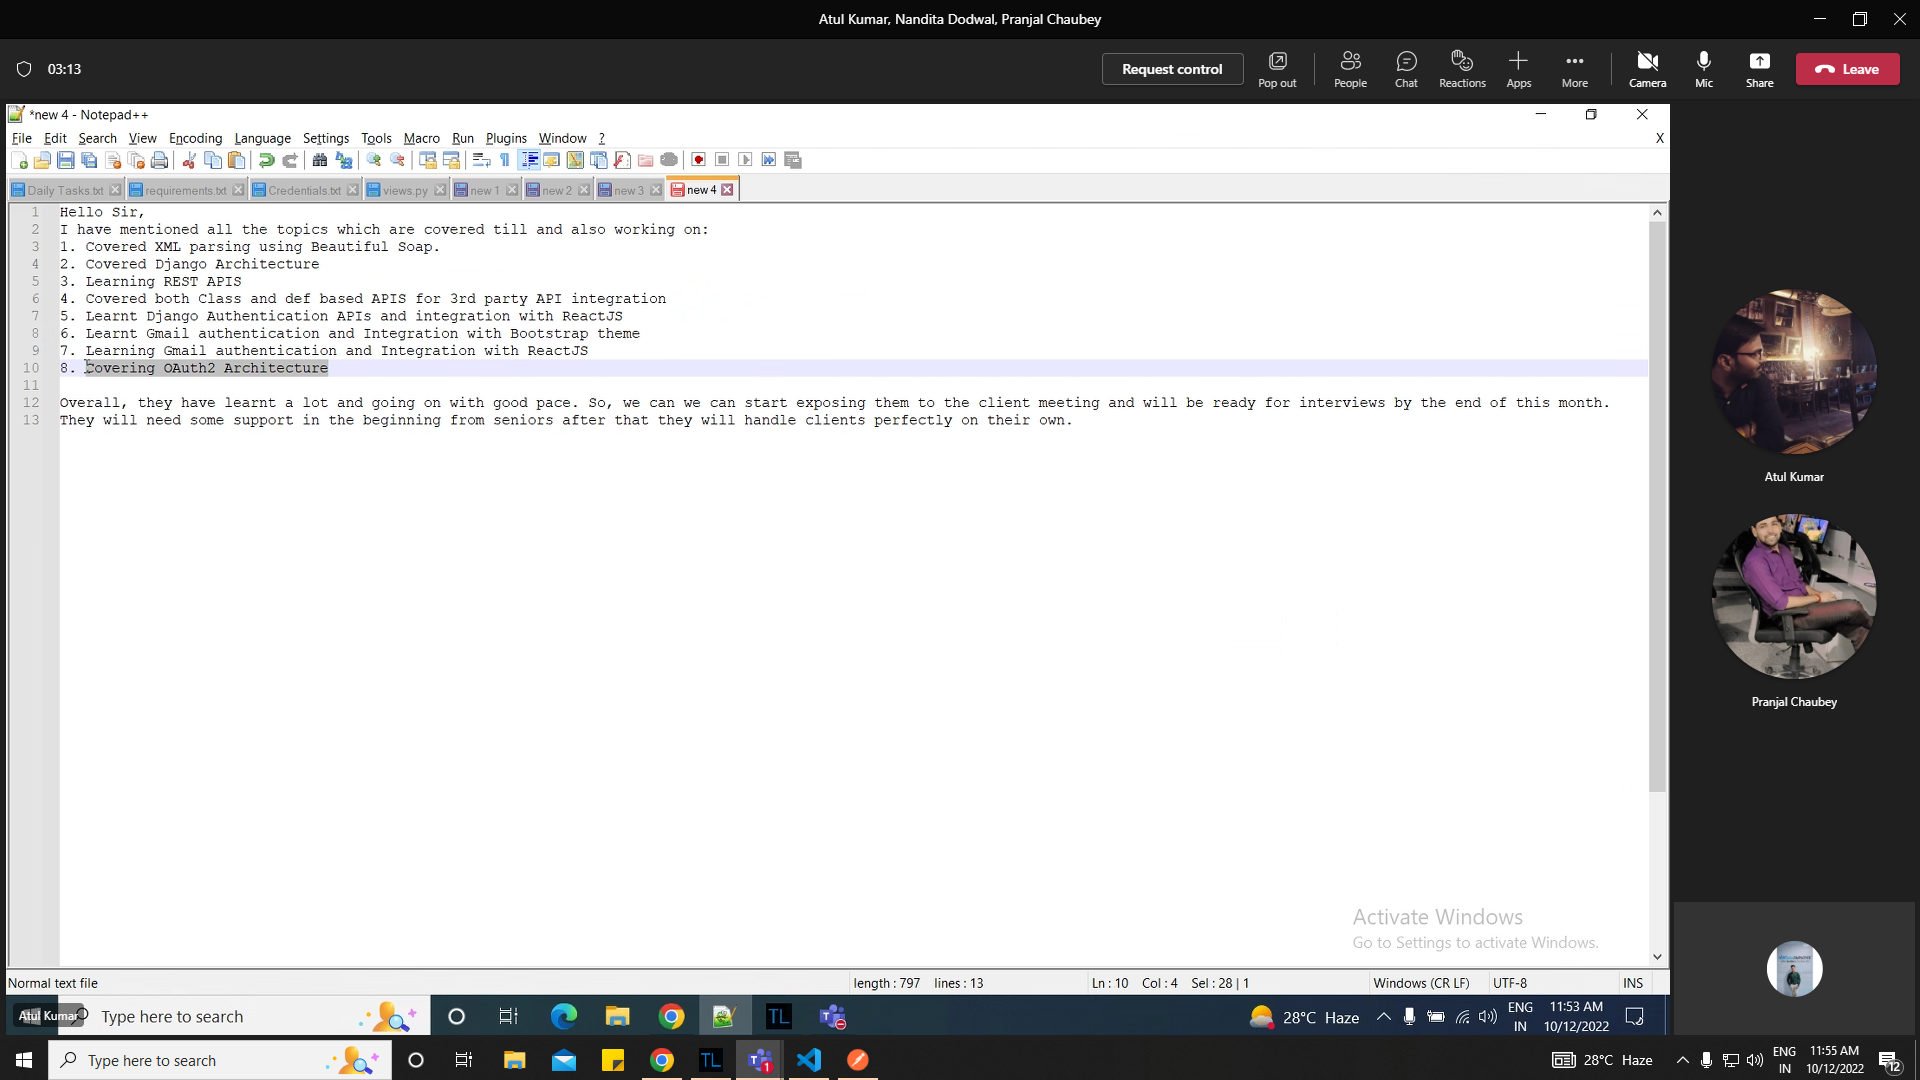 Atul Kumar, Nandita Dodwal, Pranjal Chaubey
03:13
Request control
Pop out
People
Chat
Reactions
Apps
More
Camera
Mic
Share
Leave
*new 4 - Notepad++
File Edit Search View Encoding Language Settings Tools Macro Run Plugins Window ?
X
Daily Tasks.txt requirements.txt Credentials.txt views.py new 1 new 2 new 3 new 4
1 Hello Sir,
2 I have mentioned all the topics which are covered till and also working on:
3 1. Covered XML parsing using Beautiful Soap.
4 2. Covered Django Architecture
5 3. Learning REST APIS
6 4. Covered both Class and def based APIS for 3rd party API integration
7 5. Learnt Django Authentication APIs and integration with ReactJS
8 6. Learnt Gmail authentication and Integration with Bootstrap theme
9 7. Learning Gmail authentication and Integration with ReactJS
10 8. Covering OAuth2 Architecture
11
12 Overall, they have learnt a lot and going on with good pace. So, we can we can start exposing them to the client meeting and will be ready for interviews by the end of this month.
13 They will need some support in the beginning from seniors after that they will handle clients perfectly on their own.
Atul Kumar
Pranjal Chaubey
Activate Windows
Go to Settings to activate Windows.
Normal text file length : 797 lines : 13 Ln : 10 Col : 4 Sel : 28 | 1 Windows (CR LF) UTF-8 INS
Atul Kumar
Type here to search
TL
28°C Haze
ENG
IN
11:53 AM
10/12/2022
Type here to search
TL
1
28°C Haze
ENG
IN
11:55 AM
10/12/2022
12